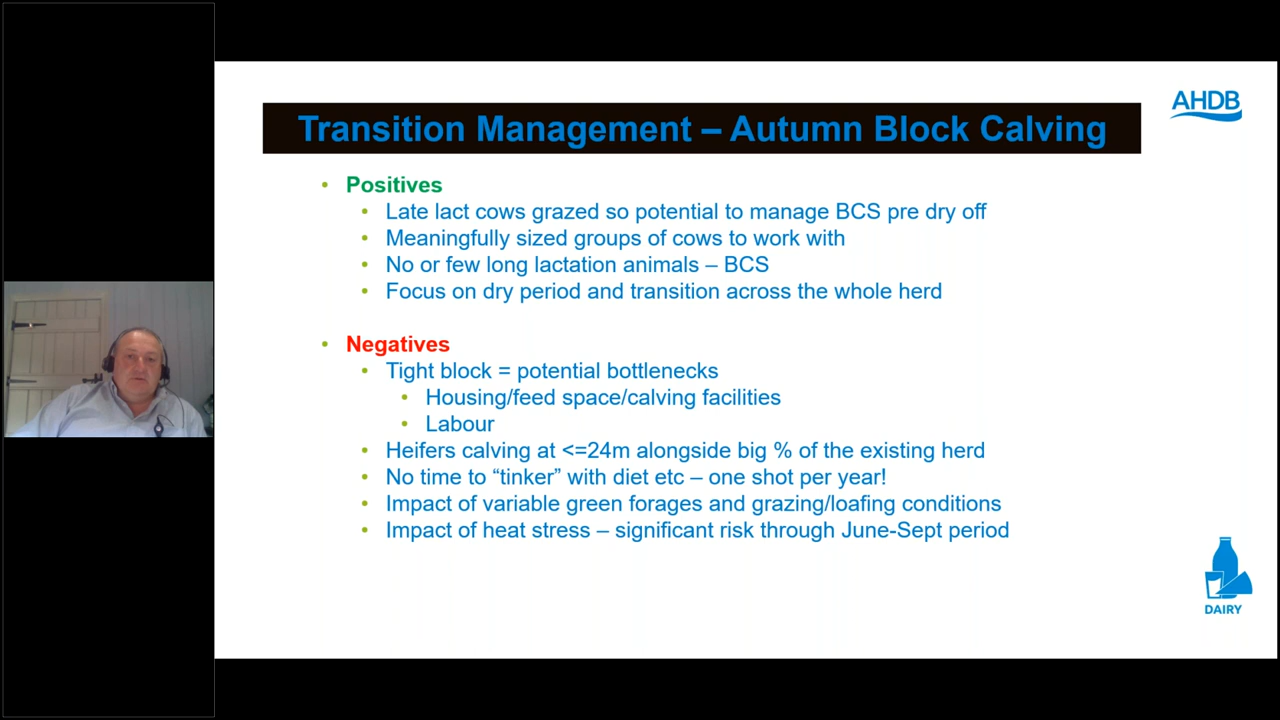 AHDB
Transition Management – Autumn Block Calving
• Positives
• Late lact cows grazed so potential to manage BCS pre dry off
• Meaningfully sized groups of cows to work with
• No or few long lactation animals – BCS
• Focus on dry period and transition across the whole herd
• Negatives
• Tight block = potential bottlenecks
• Housing/feed space/calving facilities
• Labour
• Heifers calving at <=24m alongside big % of the existing herd
• No time to “tinker” with diet etc – one shot per year!
• Impact of variable green forages and grazing/loafing conditions
• Impact of heat stress – significant risk through June-Sept period
DAIRY